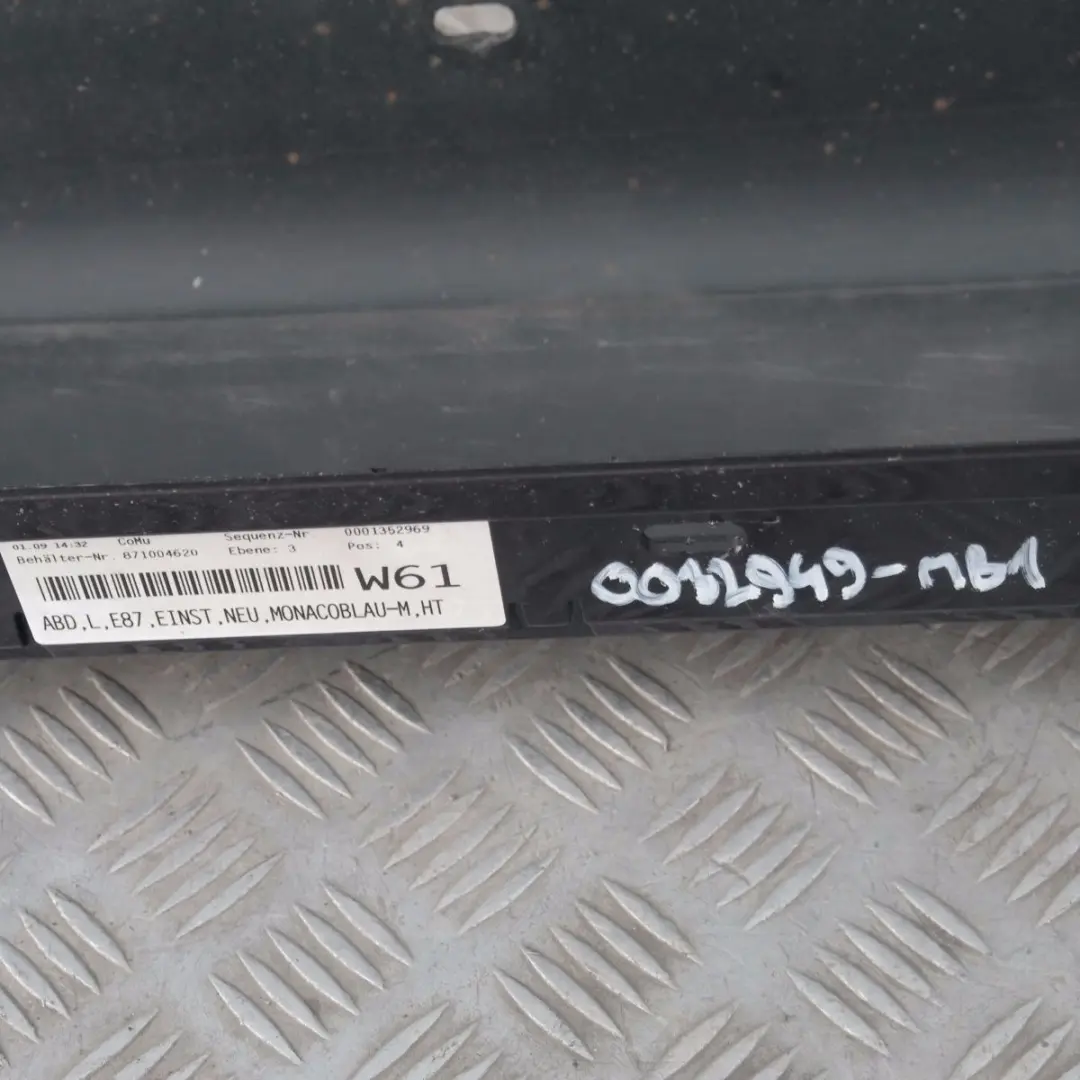 01.09 14:32 CoMu Sequenz-Nr 0001352969
Behälter-Nr. 871004620 Ebene: 3 Pos: 4
W61
ABD,L,E87,EINST,NEU,MONACOBLAU-M,HT
0032949-MB1